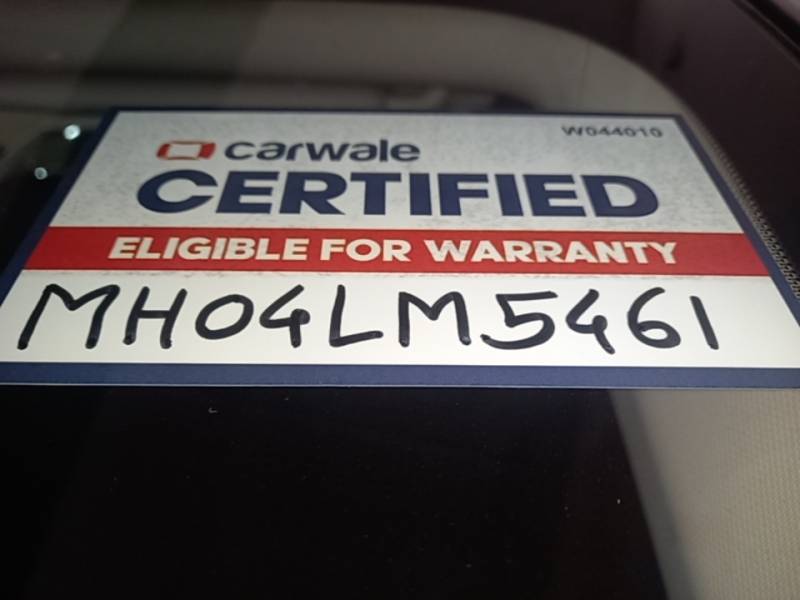 W044010
carwale
CERTIFIED
ELIGIBLE FOR WARRANTY
MH04LM5461